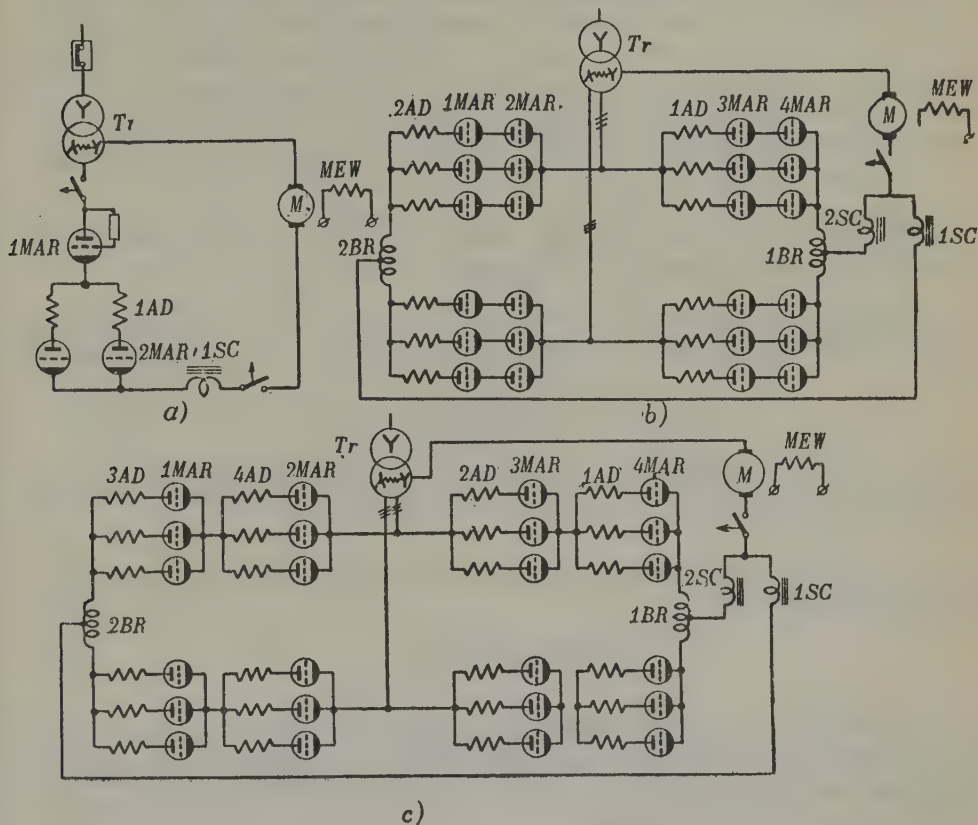 Y
Tr
1MAR
1AD
2MAR
1SC
M
MEW
a)
Y
Tr
2AD 1MAR 2MAR
1AD 3MAR 4MAR
M
MEW
2SC
1SC
2BR
1BR
b)
Y
Tr
3AD 1MAR 4AD 2MAR
2AD 3MAR 1AD 4MAR
M
MEW
2SC
1SC
2BR
1BR
c)